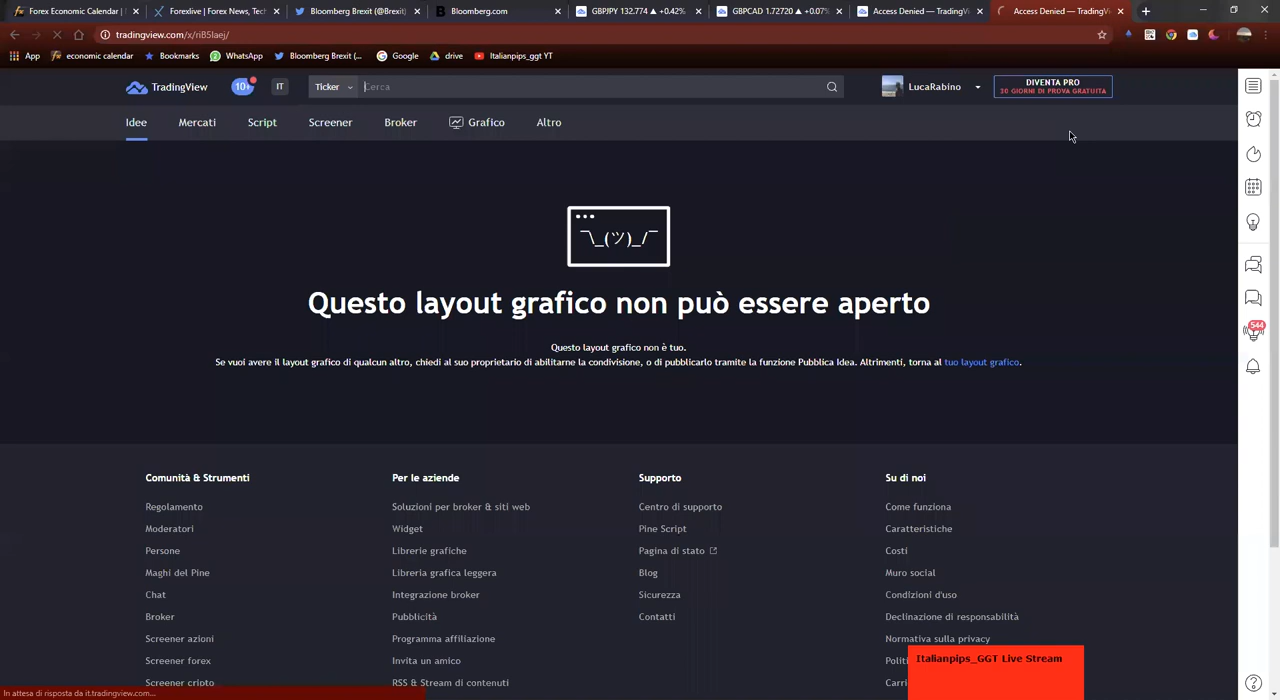 Forex Economic Calendar |
Forexlive | Forex News, Tech
Bloomberg Brexit (@Brexit)
Bloomberg.com
GBPJPY 132.774 ▲ +0.42%
GBPCAD 1.72720 ▲ +0.07%
Access Denied — TradingVi
Access Denied — TradingVi
tradingview.com/x/riB5Iaej/
App
economic calendar
Bookmarks
WhatsApp
Bloomberg Brexit (...
Google
drive
Italianpips_ggt YT
TradingView
10+
IT
Ticker
Cerca
LucaRabino
DIVENTA PRO
30 GIORNI DI PROVA GRATUITA
Idee
Mercati
Script
Screener
Broker
Grafico
Altro
¯\_(ツ)_/¯
544
Questo layout grafico non può essere aperto
Questo layout grafico non è tuo.
Se vuoi avere il layout grafico di qualcun altro, chiedi al suo proprietario di abilitarne la condivisione, o di pubblicarlo tramite la funzione Pubblica Idea. Altrimenti, torna al tuo layout grafico.
Comunità & Strumenti
Regolamento
Moderatori
Persone
Maghi del Pine
Chat
Broker
Screener azioni
Screener forex
Screener cripto
Per le aziende
Soluzioni per broker & siti web
Widget
Librerie grafiche
Libreria grafica leggera
Integrazione broker
Pubblicità
Programma affiliazione
Invita un amico
RSS & Stream di contenuti
Supporto
Centro di supporto
Pine Script
Pagina di stato
Blog
Sicurezza
Contatti
Su di noi
Come funziona
Caratteristiche
Costi
Muro social
Condizioni d'uso
Declinazione di responsabilità
Normativa sulla privacy
Politi
Carri
Italianpips_GGT Live Stream
In attesa di risposta da it.tradingview.com...